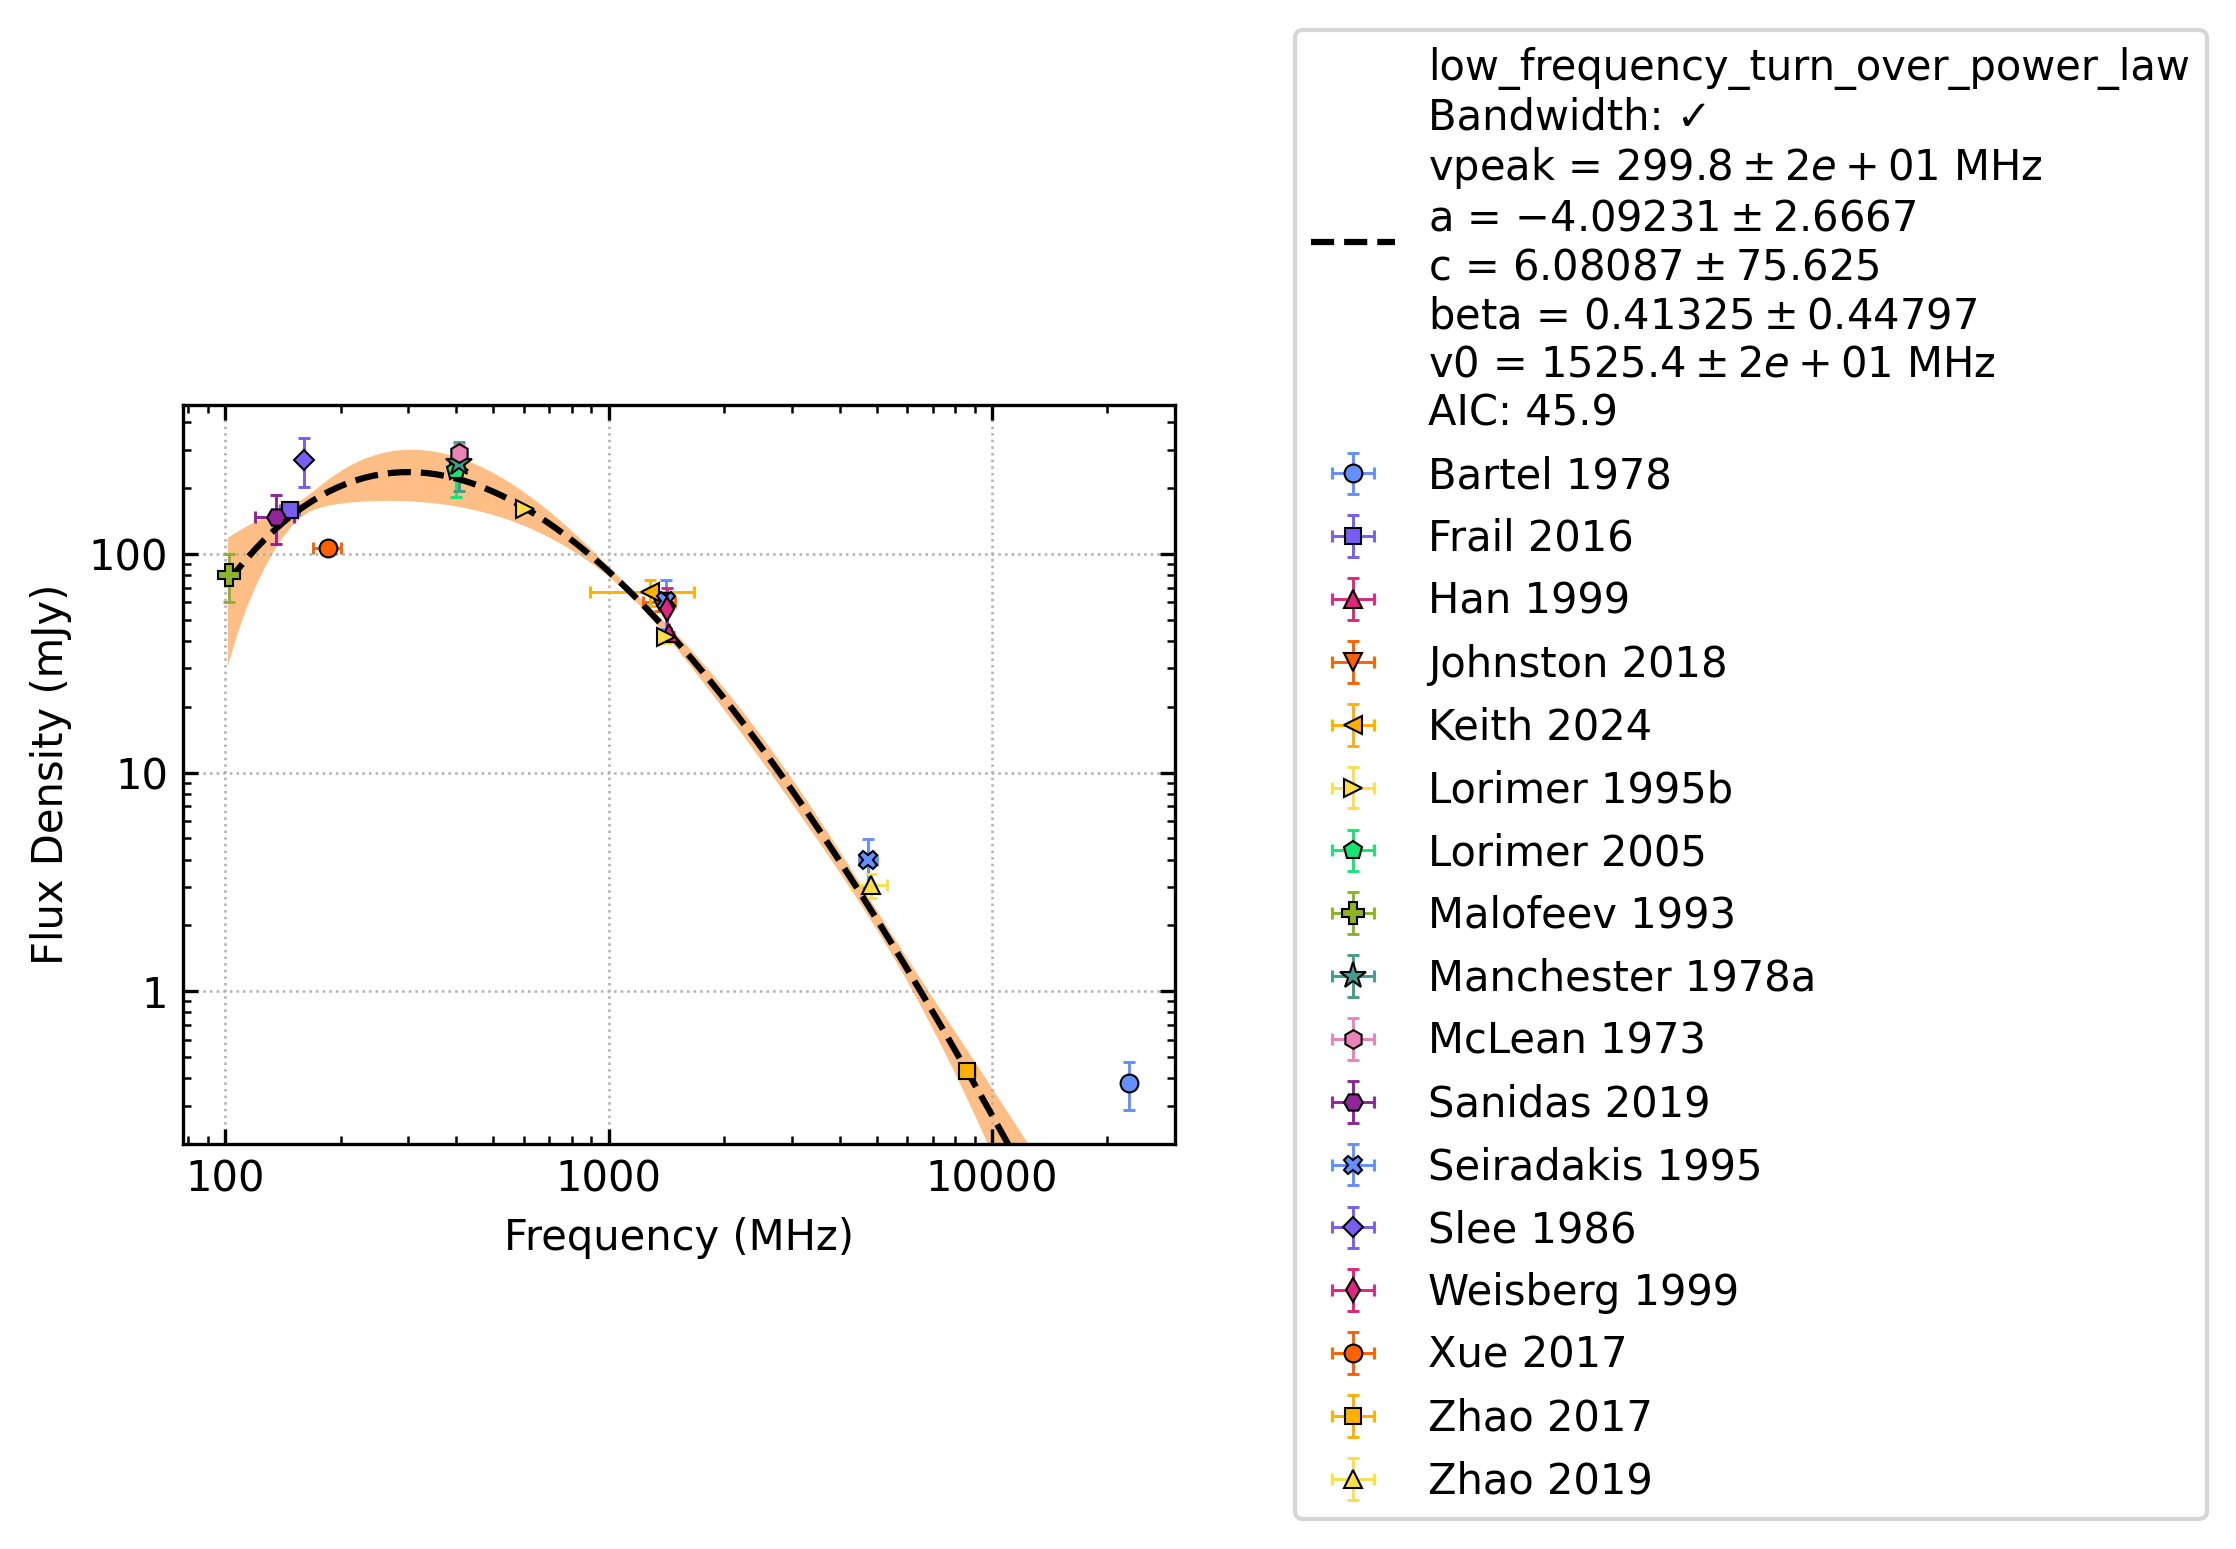 low_frequency_turn_over_power_law
Bandwidth: ✓
vpeak = 299.8 ± 2e + 01 MHz
a = −4.09231 ± 2.6667
c = 6.08087 ± 75.625
beta = 0.41325 ± 0.44797
v0 = 1525.4 ± 2e + 01 MHz
AIC: 45.9
Bartel 1978
Frail 2016
Han 1999
Johnston 2018
Keith 2024
Lorimer 1995b
Lorimer 2005
Malofeev 1993
Manchester 1978a
McLean 1973
Sanidas 2019
Seiradakis 1995
Slee 1986
Weisberg 1999
Xue 2017
Zhao 2017
Zhao 2019
Flux Density (mJy)
100
10
1
100
1000
10000
Frequency (MHz)